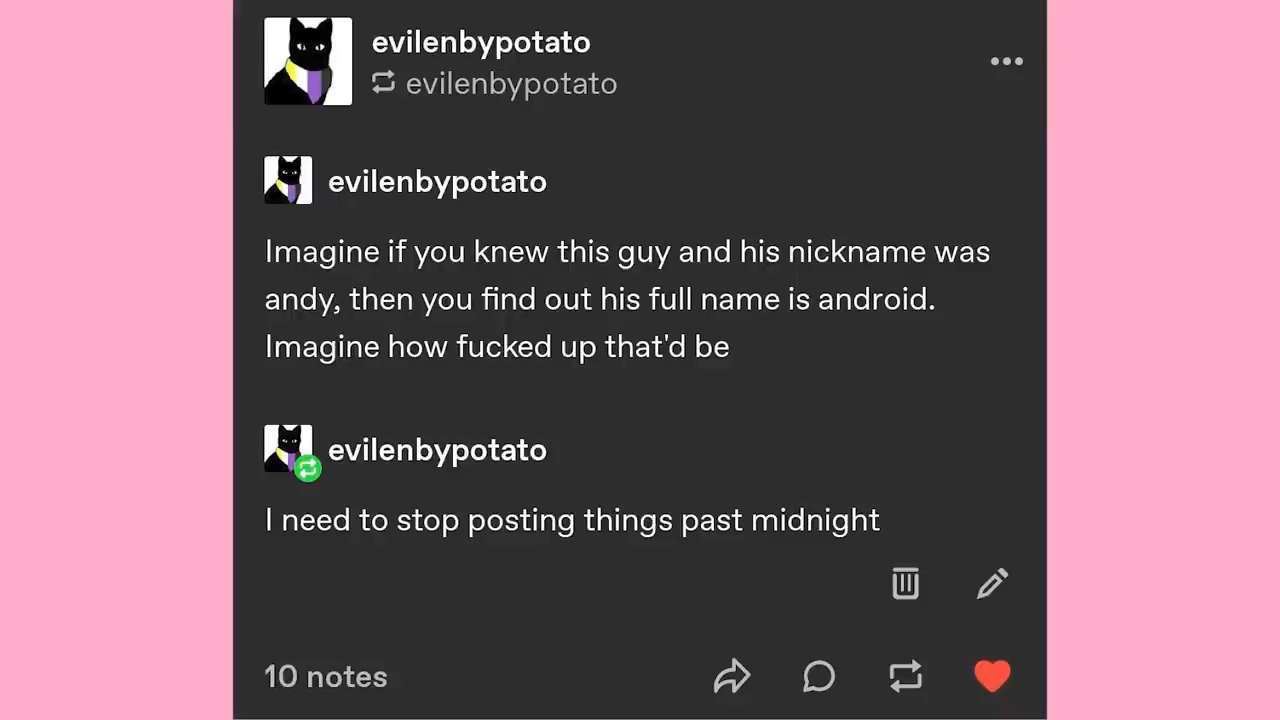 evilenbypotato
evilenbypotato
evilenbypotato
Imagine if you knew this guy and his nickname was
andy, then you find out his full name is android.
Imagine how fucked up that'd be
evilenbypotato
I need to stop posting things past midnight
10 notes